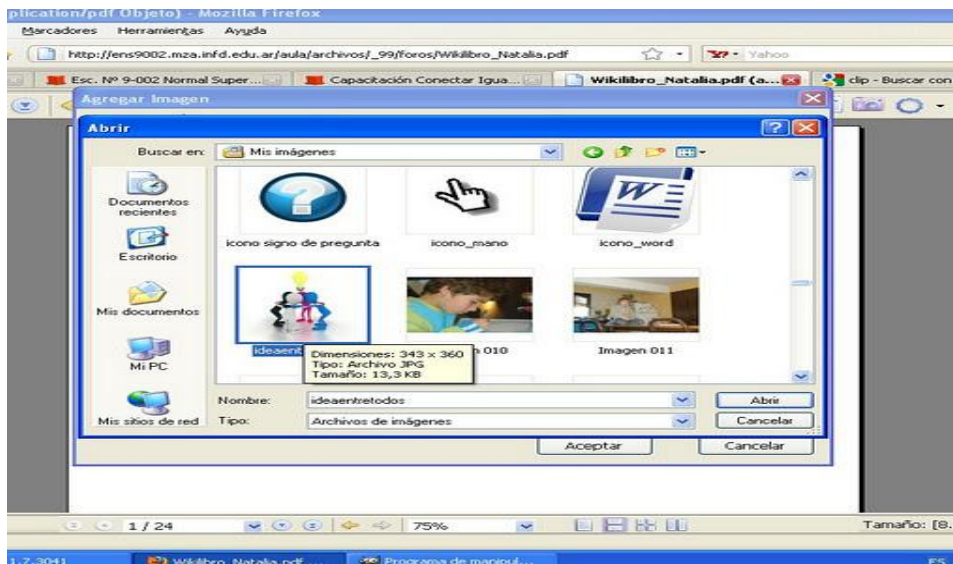 plication/pdf Objeto) - Mozilla Firefox
Marcadores Herramientas Ayuda
http://ens9002.mza.infd.edu.ar/aula/archivos/_99/foros/Wikilibro_Natalia.pdf Yahoo
Esc. Nº 9-002 Normal Super... Capacitación Conectar Igua... Wikilibro_Natalia.pdf (a... clip - Buscar con
Agregar Imagen
Abrir
Buscar en: Mis imágenes
Documentos recientes
Escritorio
Mis documentos
Mi PC
Mis sitios de red
icono signo de pregunta icono_mano icono_word
ideaent n 010 Imagen 011
Dimensiones: 343 x 360
Tipo: Archivo JPG
Tamaño: 13,3 KB
Nombre: ideaentretodos Abrir
Tipo: Archivos de imágenes Cancelar
Aceptar Cancelar
1 / 24 75% Tamaño: [8.
1.7.3041 Wikilibro_Natalia.pdf ... Programa de manipul... ES